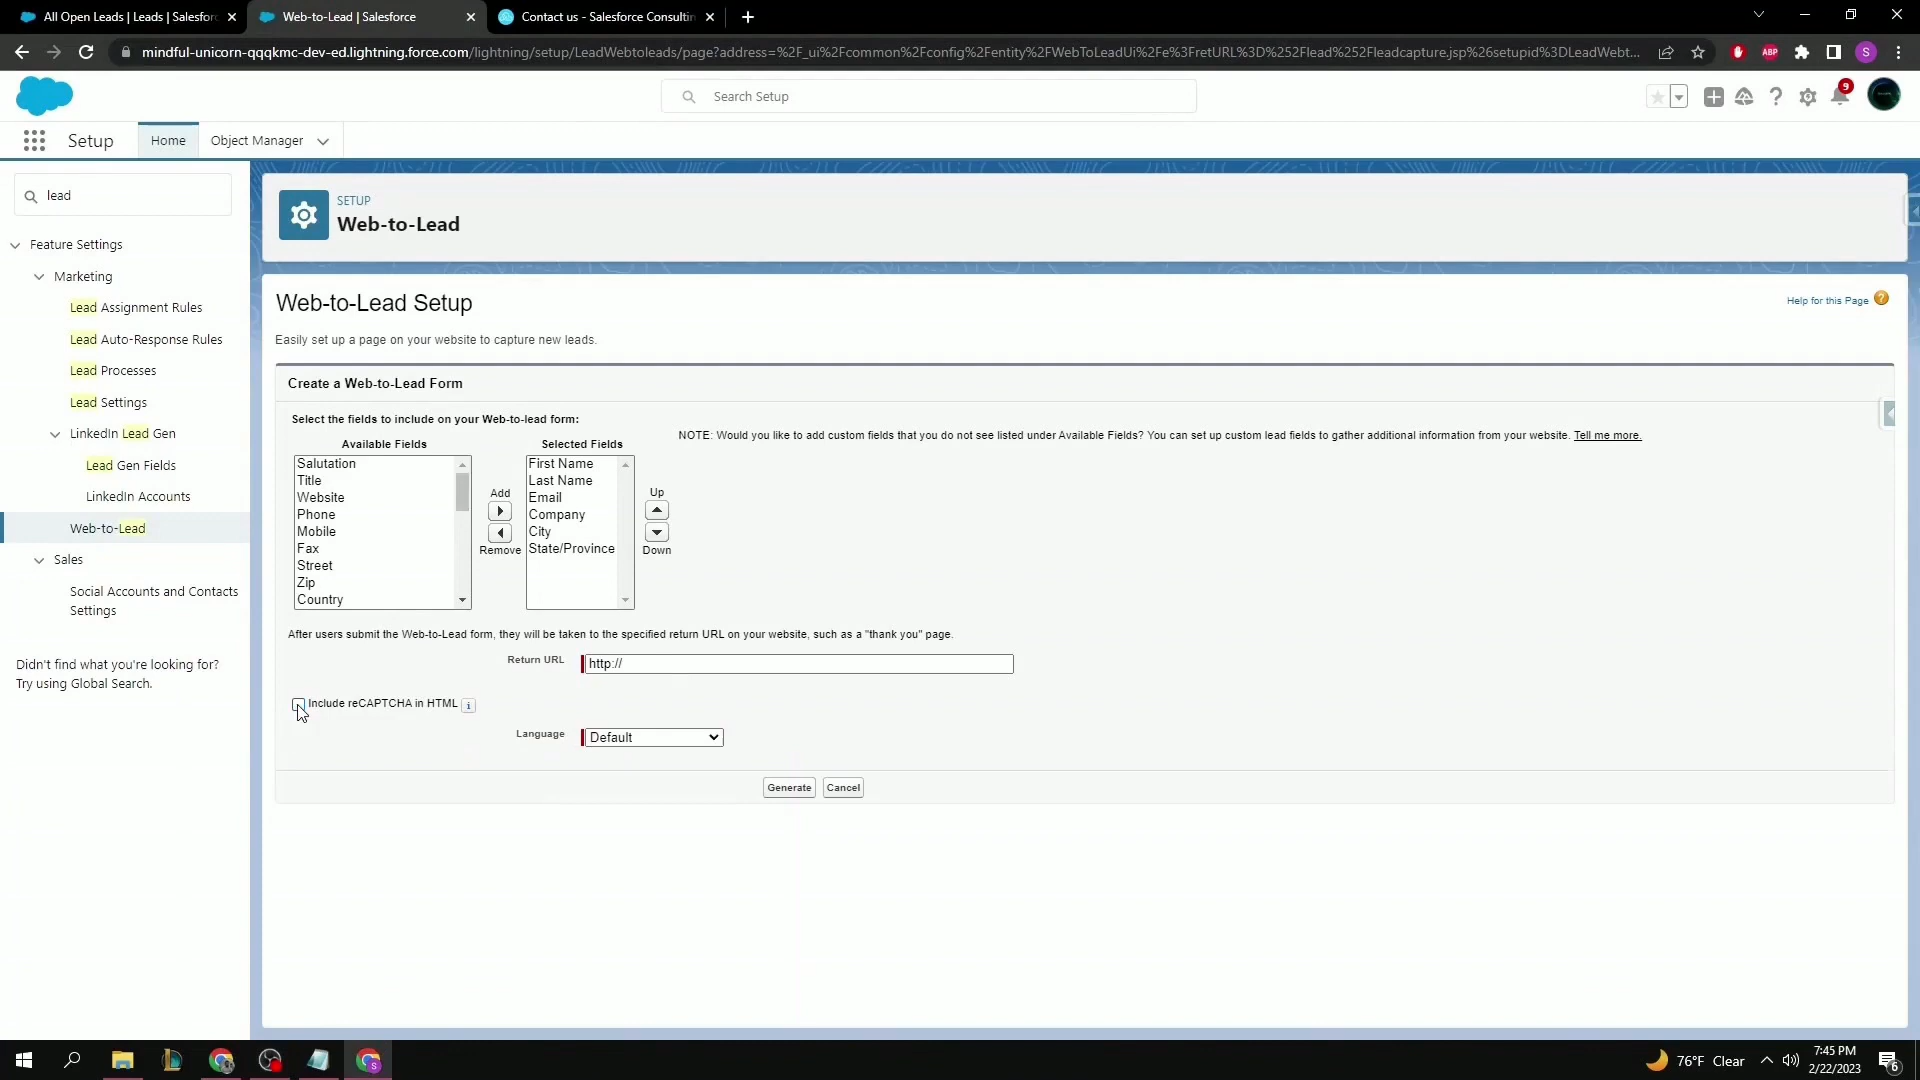 All Open Leads | Leads | Salesforc
Web-to-Lead | Salesforce
Contact us - Salesforce Consultin
mindful-unicorn-qqqkmc-dev-ed.lightning.force.com/lightning/setup/LeadWebtoleads/page?address=%2F_ui%2Fcommon%2Fconfig%2Fentity%2FWebToLeadUi%2Fe%3FretURL%3D%252Flead%252Fleadcapture.jsp%26setupid%3DLeadWebt...
ABP
S
Search Setup
9
Setup
Home
Object Manager
lead
SETUP
Web-to-Lead
Feature Settings
Marketing
Lead Assignment Rules
Lead Auto-Response Rules
Lead Processes
Lead Settings
LinkedIn Lead Gen
Lead Gen Fields
LinkedIn Accounts
Web-to-Lead
Sales
Social Accounts and Contacts
Settings
Didn't find what you're looking for?
Try using Global Search.
Web-to-Lead Setup
Help for this Page
Easily set up a page on your website to capture new leads.
Create a Web-to-Lead Form
Select the fields to include on your Web-to-lead form:
Available Fields
Selected Fields
NOTE: Would you like to add custom fields that you do not see listed under Available Fields? You can set up custom lead fields to gather additional information from your website. Tell me more.
Salutation
Title
Website
Phone
Mobile
Fax
Street
Zip
Country
Add
Remove
First Name
Last Name
Email
Company
City
State/Province
Up
Down
After users submit the Web-to-Lead form, they will be taken to the specified return URL on your website, such as a "thank you" page.
Return URL
http://
Include reCAPTCHA in HTML
i
Language
Default
Generate
Cancel
76°F Clear
7:45 PM
2/22/2023
6